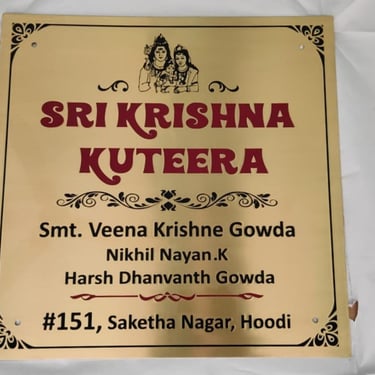 SRI KRISHNA
KUTEERA
Smt. Veena Krishne Gowda
Nikhil Nayan.K
Harsh Dhanvanth Gowda
#151, Saketha Nagar, Hoodi